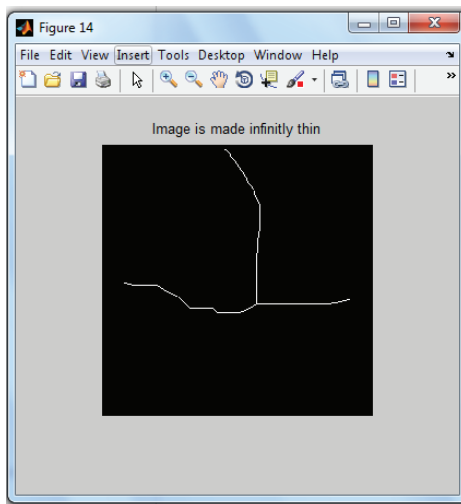 Figure 14
File Edit View Insert Tools Desktop Window Help
Image is made infinitly thin